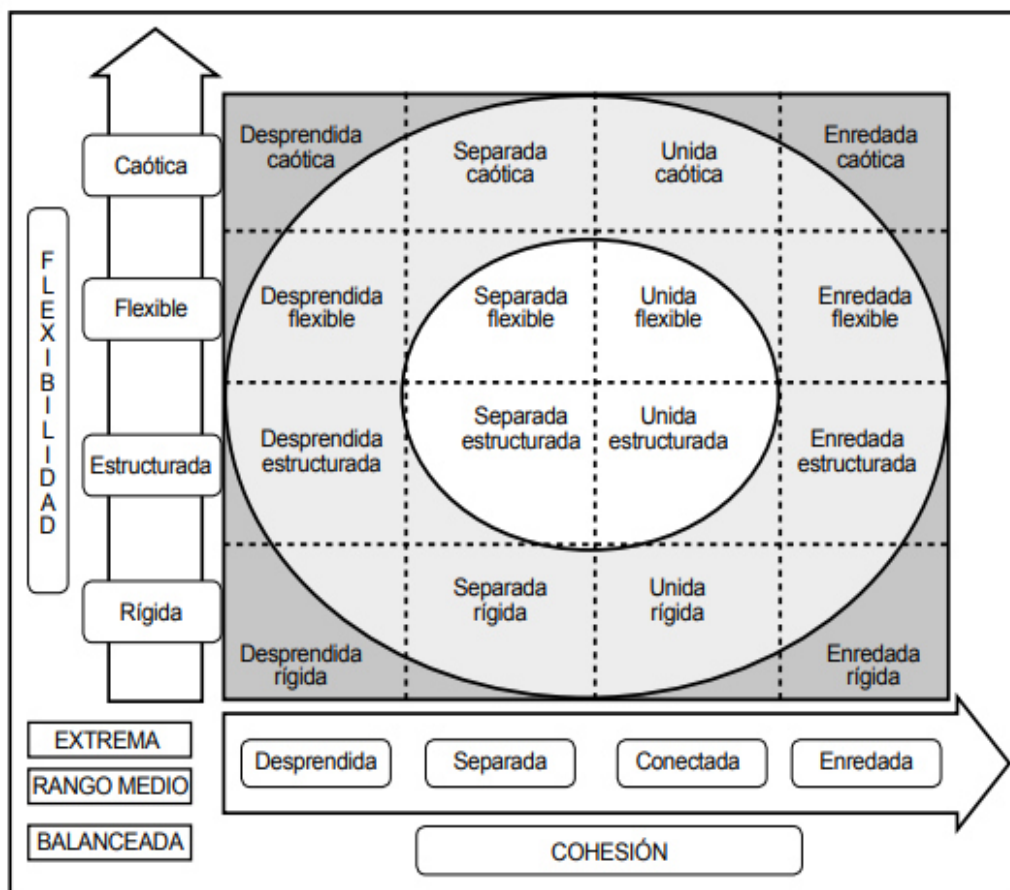 Caótica
Desprendida
caótica
Separada
caótica
Unida
caótica
Enredada
caótica
FLEXIBILIDAD
Flexible
Desprendida
flexible
Separada
flexible
Unida
flexible
Enredada
flexible
Estructurada
Desprendida
estructurada
Separada
estructurada
Unida
estructurada
Enredada
estructurada
Rígida
Desprendida
rígida
Separada
rígida
Unida
rígida
Enredada
rígida
EXTREMA
RANGO MEDIO
BALANCEADA
Desprendida
Separada
Conectada
Enredada
COHESIÓN